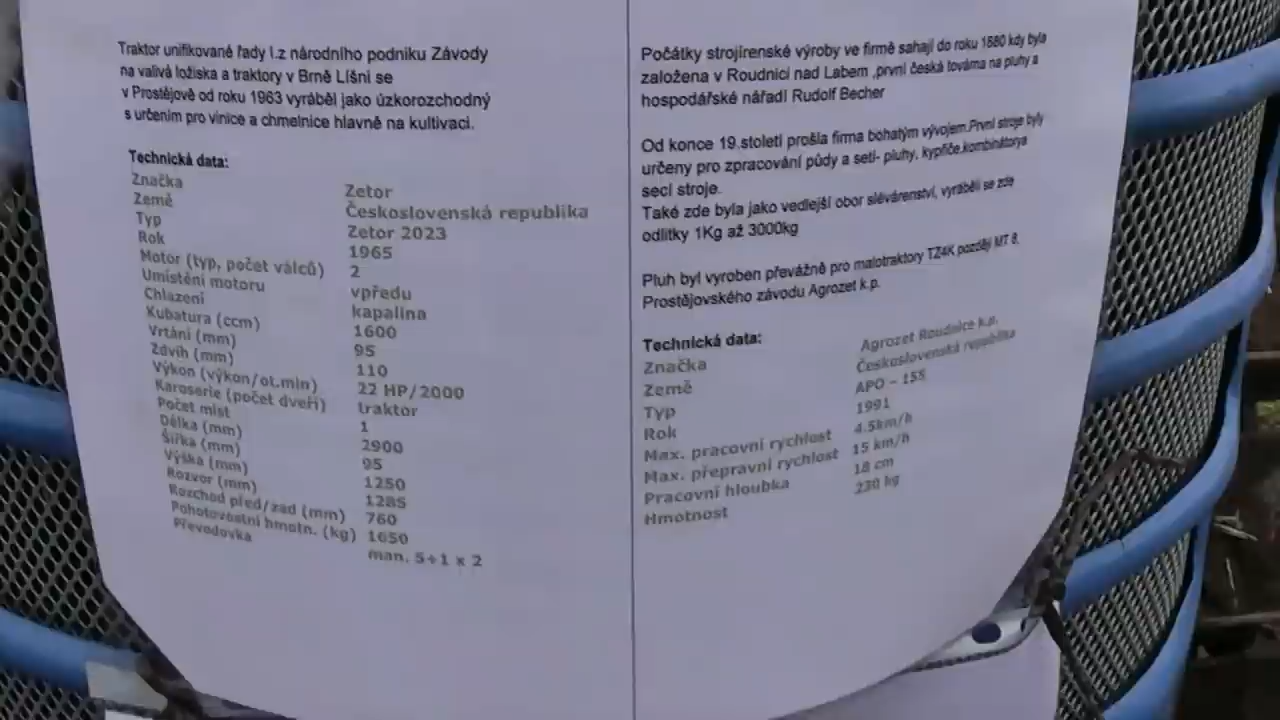 Traktor unifikované řady I.z národního podniku Závody
na valivá ložiska a traktory v Brně Líšni se
v Prostějově od roku 1963 vyráběl jako úzkorozchodný
s určením pro vinice a chmelnice hlavně na kultivaci.
Technická data:
Značka Zetor
Země Československá republika
Typ Zetor 2023
Rok 1965
Motor (typ, počet válců) 2
Umístění motoru vpředu
Chlazení kapalina
Kubatura (ccm) 1600
Vrtání (mm) 95
Zdvih (mm) 110
Výkon (výkon/ot.min) 22 HP/2000
Karoserie (počet dveří) traktor
Počet míst 1
Délka (mm) 2900
Šířka (mm) 95
Výška (mm) 1250
Rozvor (mm) 1285
Rozchod před/zad (mm) 760
Pohotovostní hmotn. (kg) 1650
Převodovka man. 5+1 x 2
Počátky strojírenské výroby ve firmě sahají do roku 1880 kdy byla
založena v Roudnici nad Labem ,první česká továrna na pluhy a
hospodářské nářadí Rudolf Becher
Od konce 19.století prošla firma bohatým vývojem.První stroje byly
určeny pro zpracování půdy a setí- pluhy, kypřiče,kombinátory a
secí stroje.
Také zde byla jako vedlejší obor slévárenství, vyráběli se zde
odlitky 1Kg až 3000kg
Pluh byl vyroben převážně pro malotraktory TZ4K později MT 8,
Prostějovského závodu Agrozet k.p.
Technická data:
Značka Agrozet Roudnice k.p.
Země Československá republika
Typ APO - 15S
Rok 1991
Max. pracovní rychlost 4.5km/h
Max. přepravní rychlost 15 km/h
Pracovní hloubka 18 cm
Hmotnost 230 kg